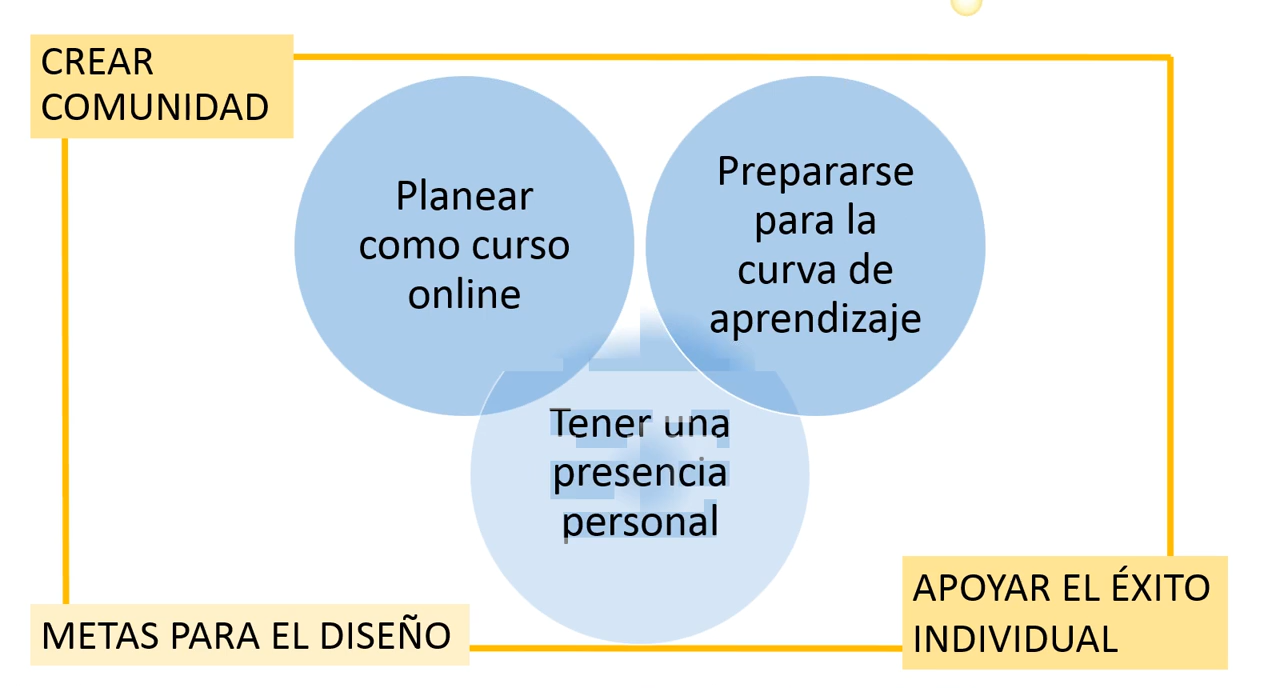 CREAR
COMUNIDAD
Planear
como curso
online
Prepararse
para la
curva de
aprendizaje
Tener una
presencia
personal
METAS PARA EL DISEÑO
APOYAR EL ÉXITO
INDIVIDUAL